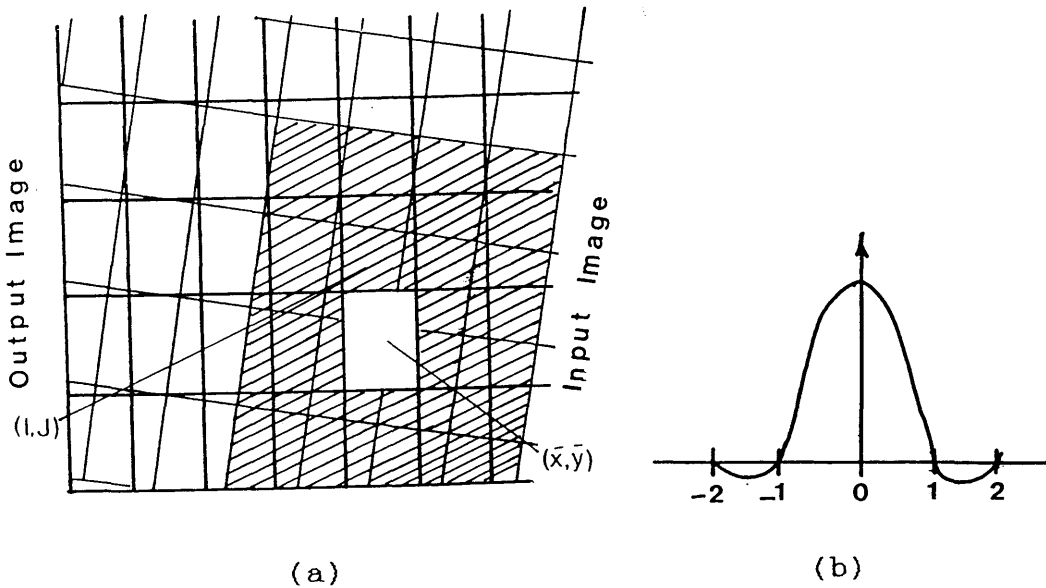 Output Image
Input Image
(I,J)
(x̄,ȳ)
-2 -1 0 1 2
(a) (b)